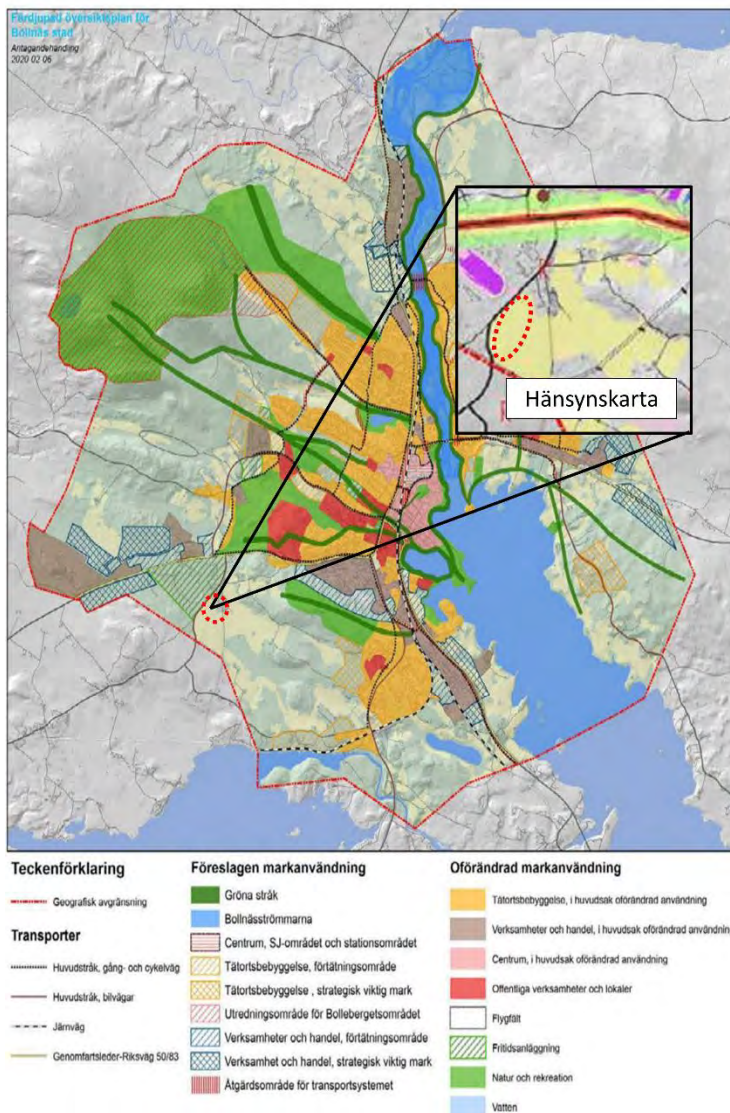 Fördjupad översiktsplan för
Bollnäs stad
Antagandehandling
2020 02 06
Hänsynskarta
Teckenförklaring
Geografisk avgränsning
Transporter
Huvudstråk, gång- och cykelväg
Huvudstråk, bilvägar
Järnväg
Genomfartsleder-Riksväg 50/83
Föreslagen markanvändning
Gröna stråk
Bollnäsströmmarna
Centrum, SJ-området och stationsområdet
Tätortsbebyggelse, förtätningsområde
Tätortsbebyggelse , strategisk viktig mark
Utredningsområde för Bollebergetsområdet
Verksamheter och handel, förtätningsområde
Verksamhet och handel, strategisk viktig mark
Åtgärdsområde för transportsystemet
Oförändrad markanvändning
Tätortsbebyggelse, i huvudsak oförändrad användning
Verksamheter och handel, i huvudsak oförändrad användnin
Centrum, i huvudsak oförändrad användning
Offentliga verksamheter och lokaler
Flygfält
Fritidsanläggning
Natur och rekreation
Vatten